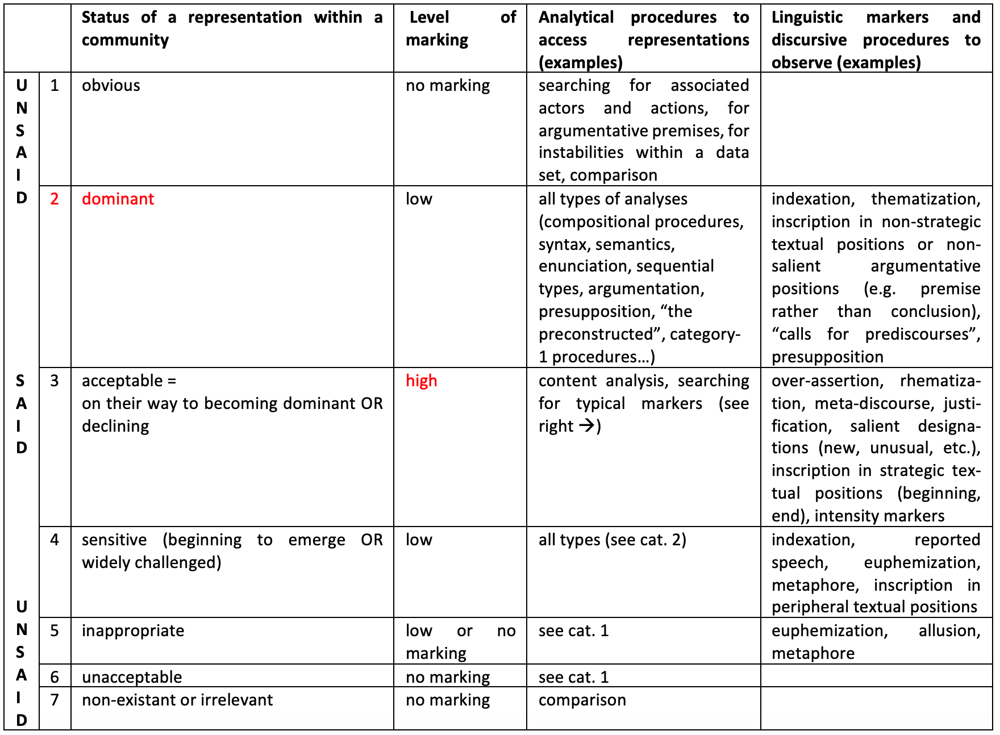 Status of a representation within a
community
Level of
marking
Analytical procedures to
access representations
(examples)
Linguistic markers and
discursive procedures to
observe (examples)
U
N
S
A
I
D
1
obvious
no marking
searching for associated
actors and actions, for
argumentative premises, for
instabilities within a data
set, comparison
2
dominant
low
all types of analyses
(compositional procedures,
syntax, semantics,
enunciation, sequential
types, argumentation,
presupposition, “the
preconstructed”, category-
1 procedures…)
indexation, thematization,
inscription in non-strategic
textual positions or non-
salient argumentative
positions (e.g. premise
rather than conclusion),
“calls for prediscourses”,
presupposition
S
A
I
D
3
acceptable =
on their way to becoming dominant OR
declining
high
content analysis, searching
for typical markers (see
right →)
over-assertion, rhematiza-
tion, meta-discourse, justi-
fication, salient designa-
tions (new, unusual, etc.),
inscription in strategic tex-
tual positions (beginning,
end), intensity markers
4
sensitive (beginning to emerge OR
widely challenged)
low
all types (see cat. 2)
indexation, reported
speech, euphemization,
metaphore, inscription in
peripheral textual positions
U
N
S
A
I
D
5
inappropriate
low or no
marking
see cat. 1
euphemization, allusion,
metaphore
6
unacceptable
no marking
see cat. 1
7
non-existant or irrelevant
no marking
comparison